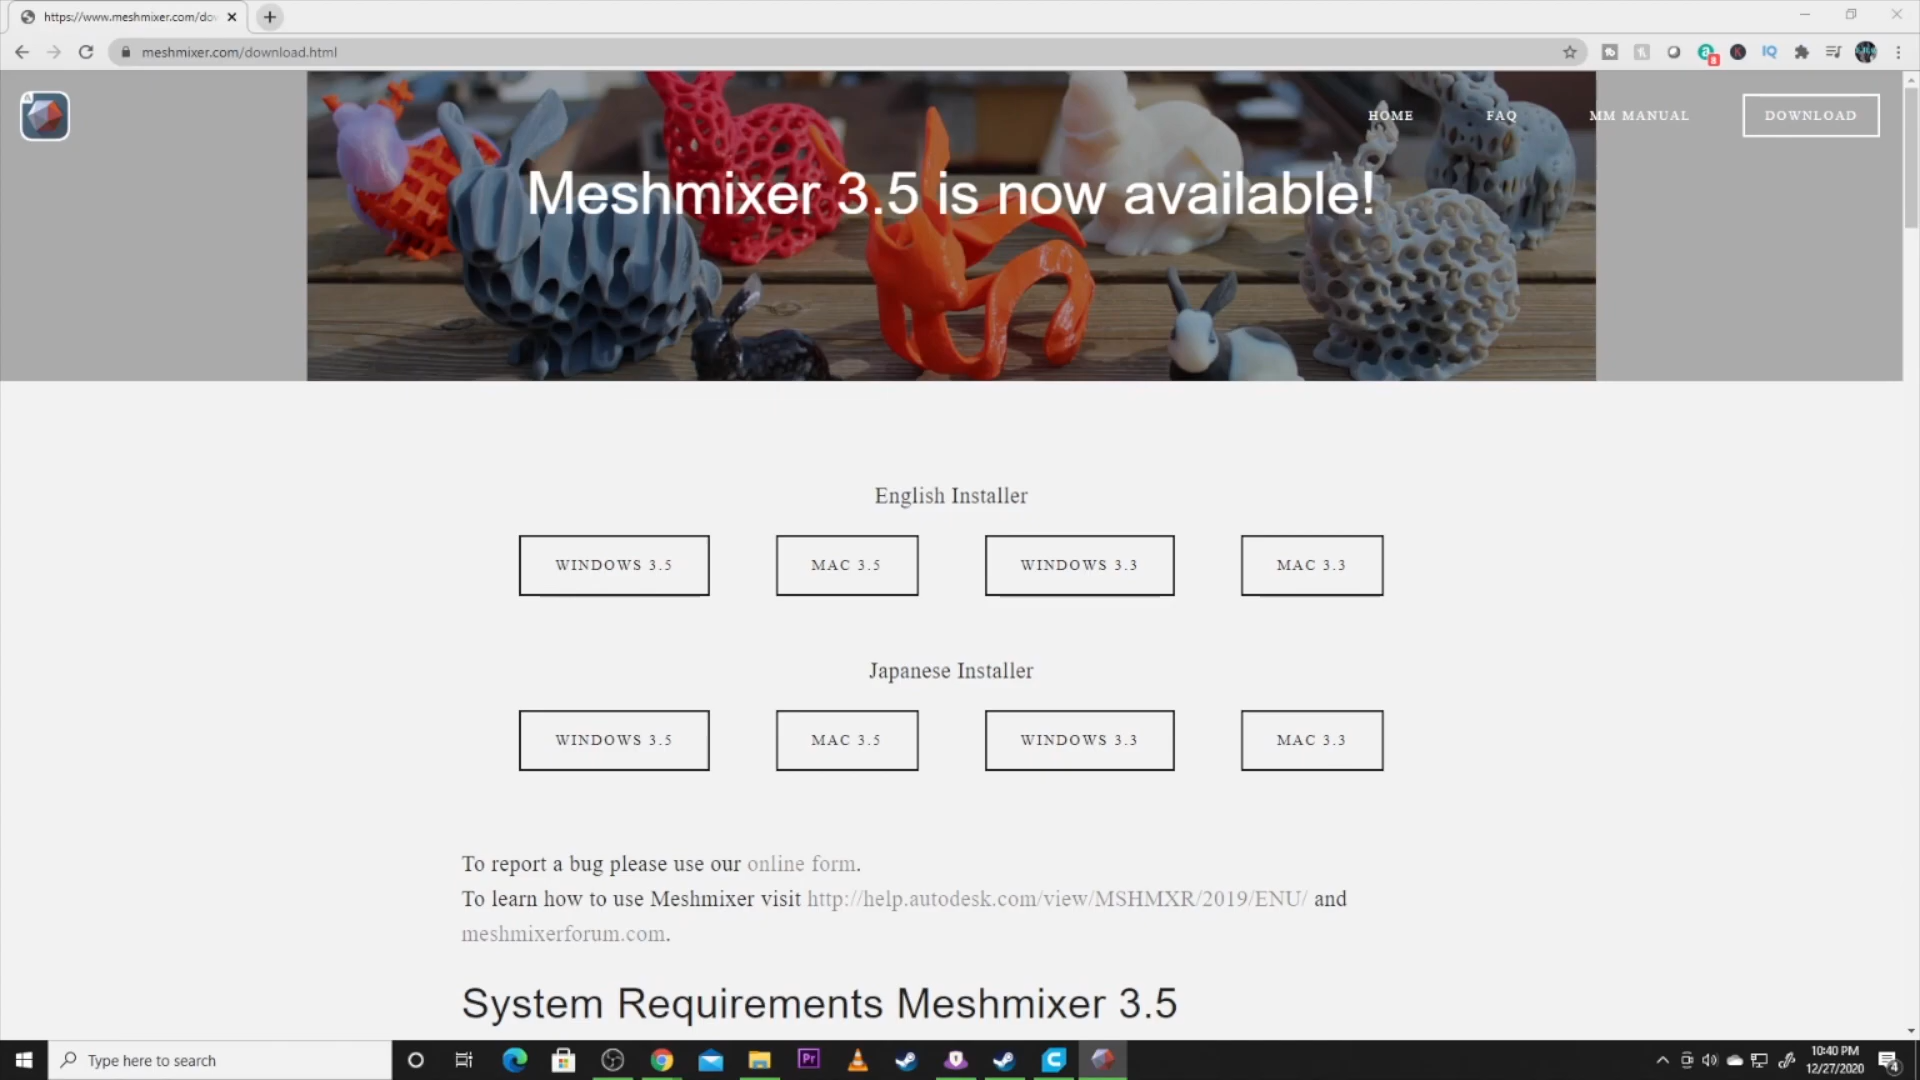 https://www.meshmixer.com/do
meshmixer.com/download.html
HOME FAQ MM MANUAL DOWNLOAD
Meshmixer 3.5 is now available!
English Installer
WINDOWS 3.5 MAC 3.5 WINDOWS 3.3 MAC 3.3
Japanese Installer
WINDOWS 3.5 MAC 3.5 WINDOWS 3.3 MAC 3.3
To report a bug please use our online form.
To learn how to use Meshmixer visit http://help.autodesk.com/view/MSHMXR/2019/ENU/ and
meshmixerforum.com.
System Requirements Meshmixer 3.5
Type here to search
Pr
10:40 PM
12/27/2020
4